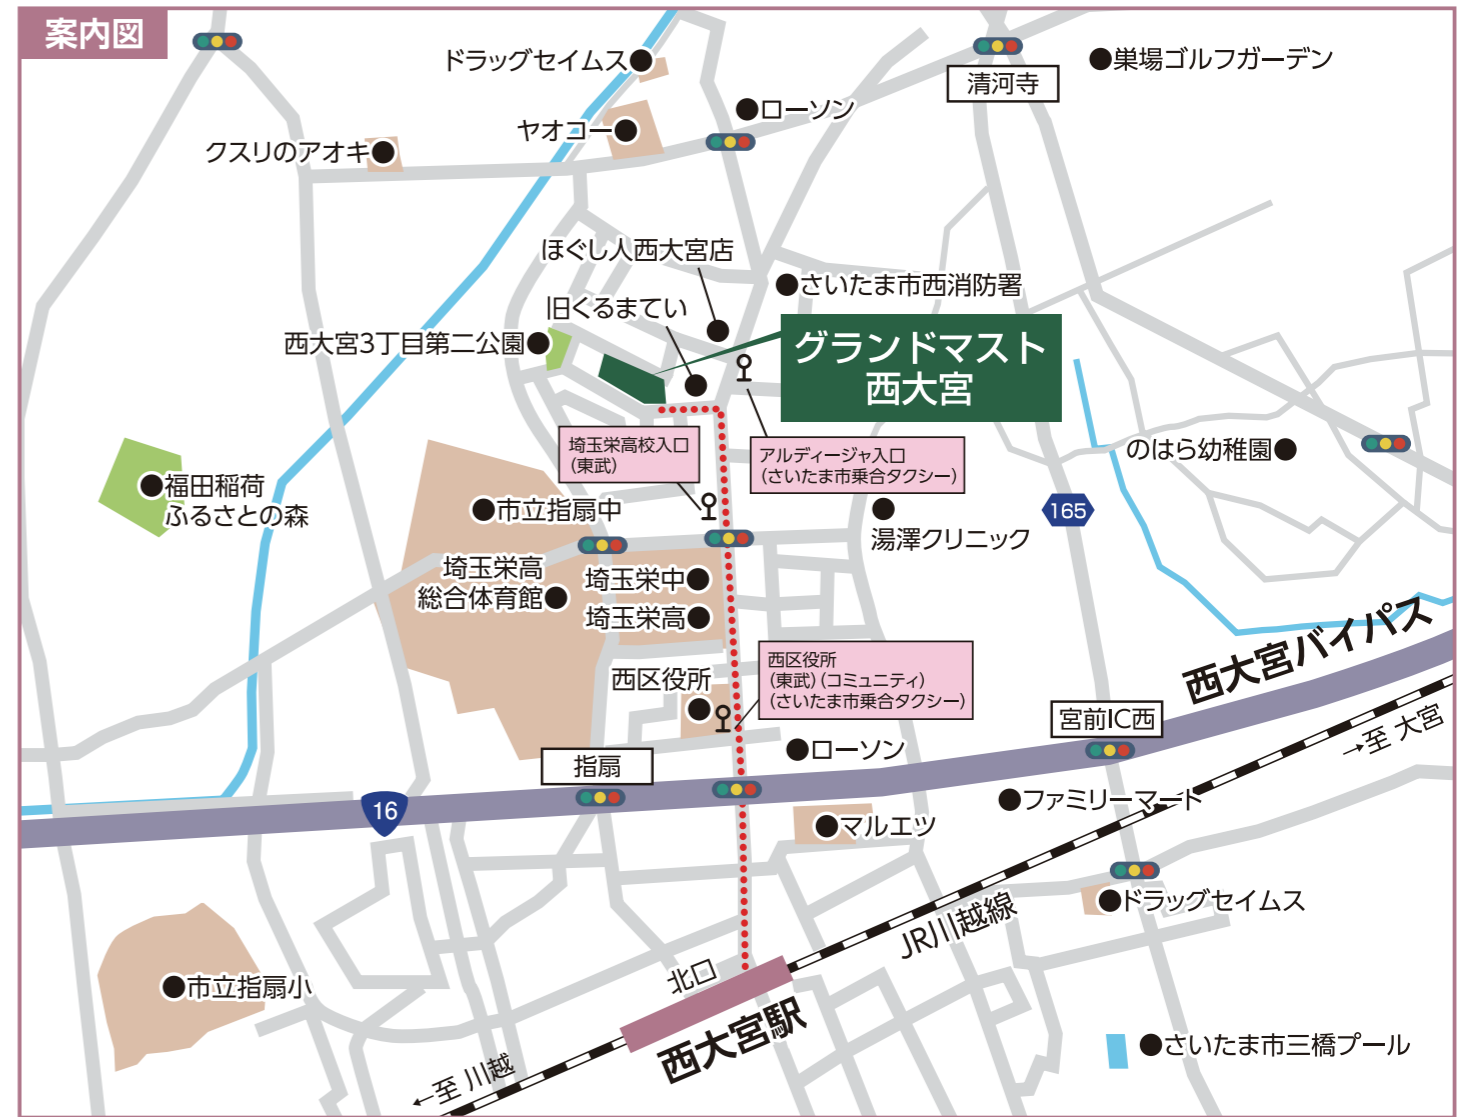 案内図
ドラッグセイムス
巣場ゴルフガーデン
清河寺
ローソン
ヤオコー
クスリのアオキ
ほぐし人西大宮店
さいたま市西消防署
旧くるまてい
西大宮3丁目第二公園
グランドマスト
西大宮
埼玉栄高校入口
(東武)
アルディージャ入口
(さいたま市乗合タクシー)
のはら幼稚園
福田稲荷
ふるさとの森
市立指扇中
165
湯澤クリニック
埼玉栄高
総合体育館
埼玉栄中
埼玉栄高
西区役所
西区役所
(東武)(コミュニティ)
(さいたま市乗合タクシー)
西大宮バイパス
宮前IC西
→至 大宮
指扇
ローソン
16
ファミリーマート
マルエツ
ドラッグセイムス
JR川越線
北口
西大宮駅
市立指扇小
さいたま市三橋プール
←至 川越